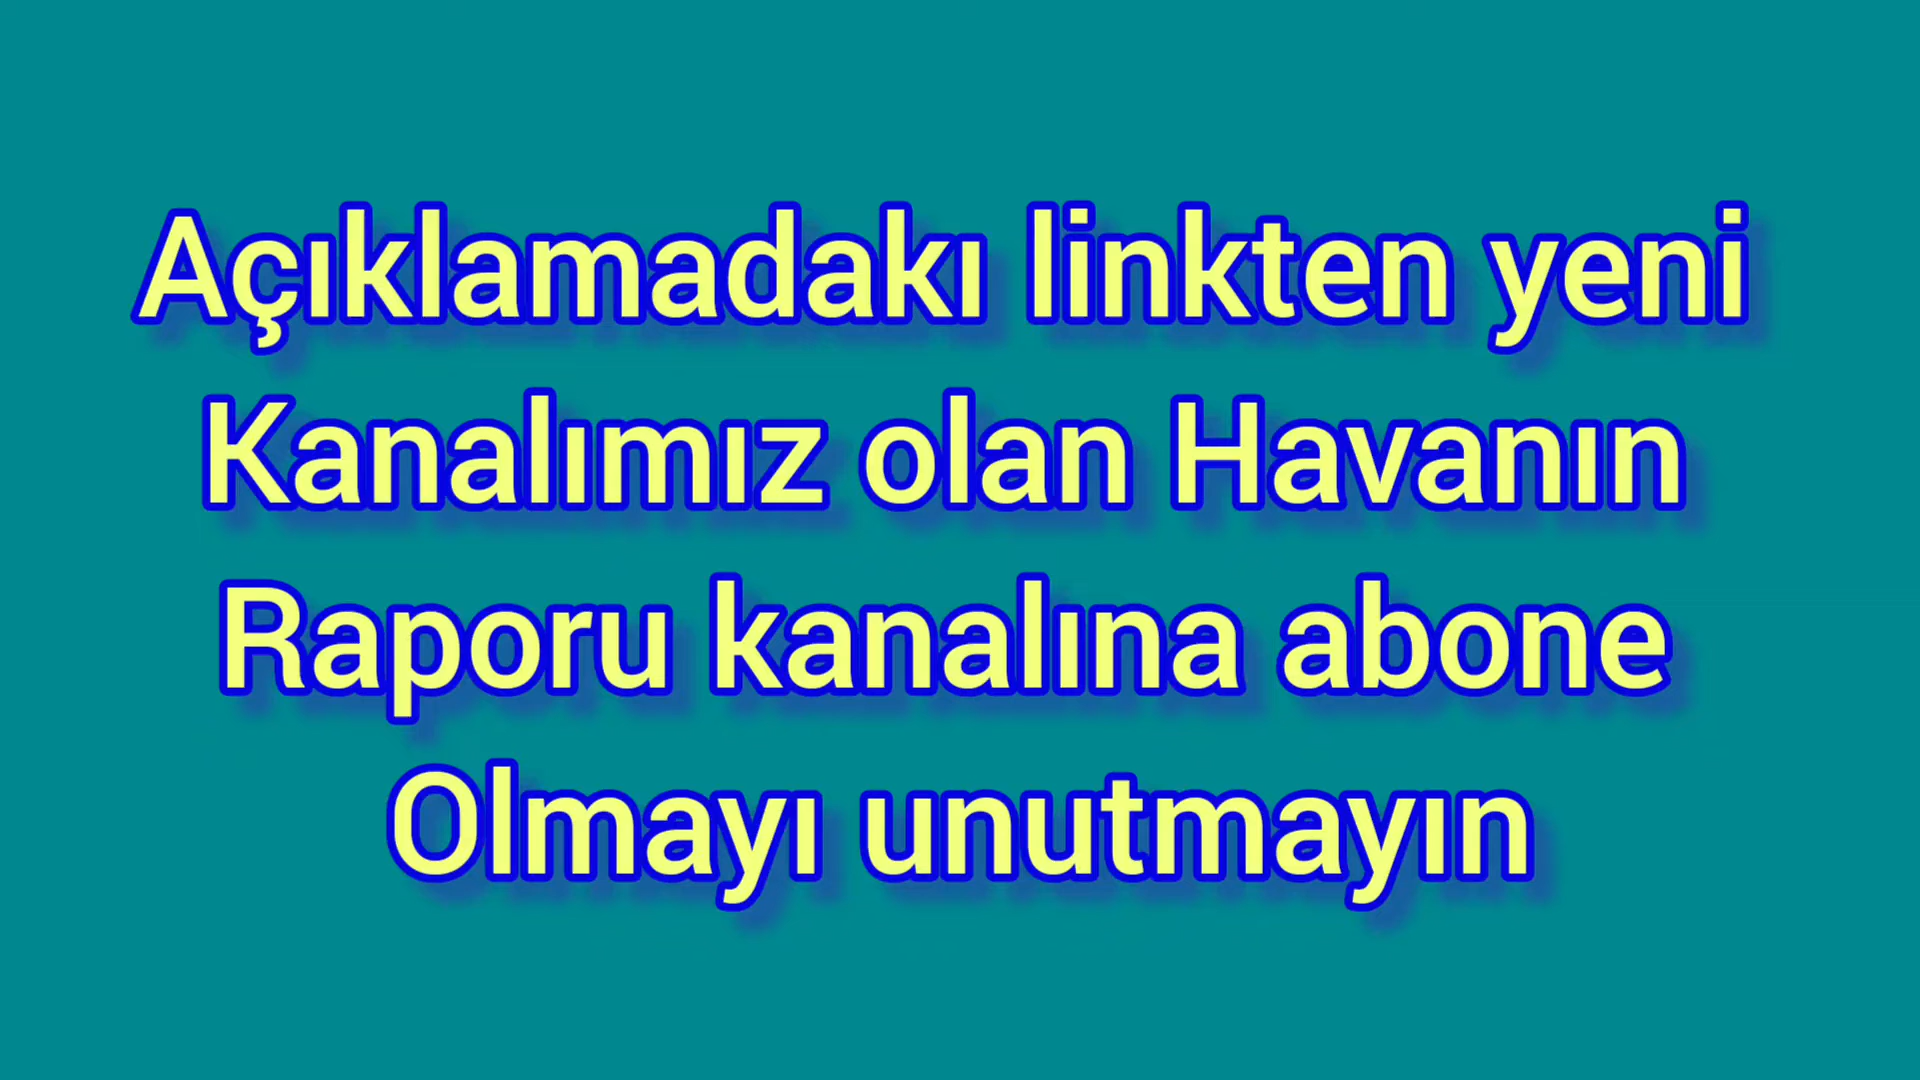 Açıklamadakı linkten yeni
Kanalımız olan Havanın
Raporu kanalına abone
Olmayı unutmayın